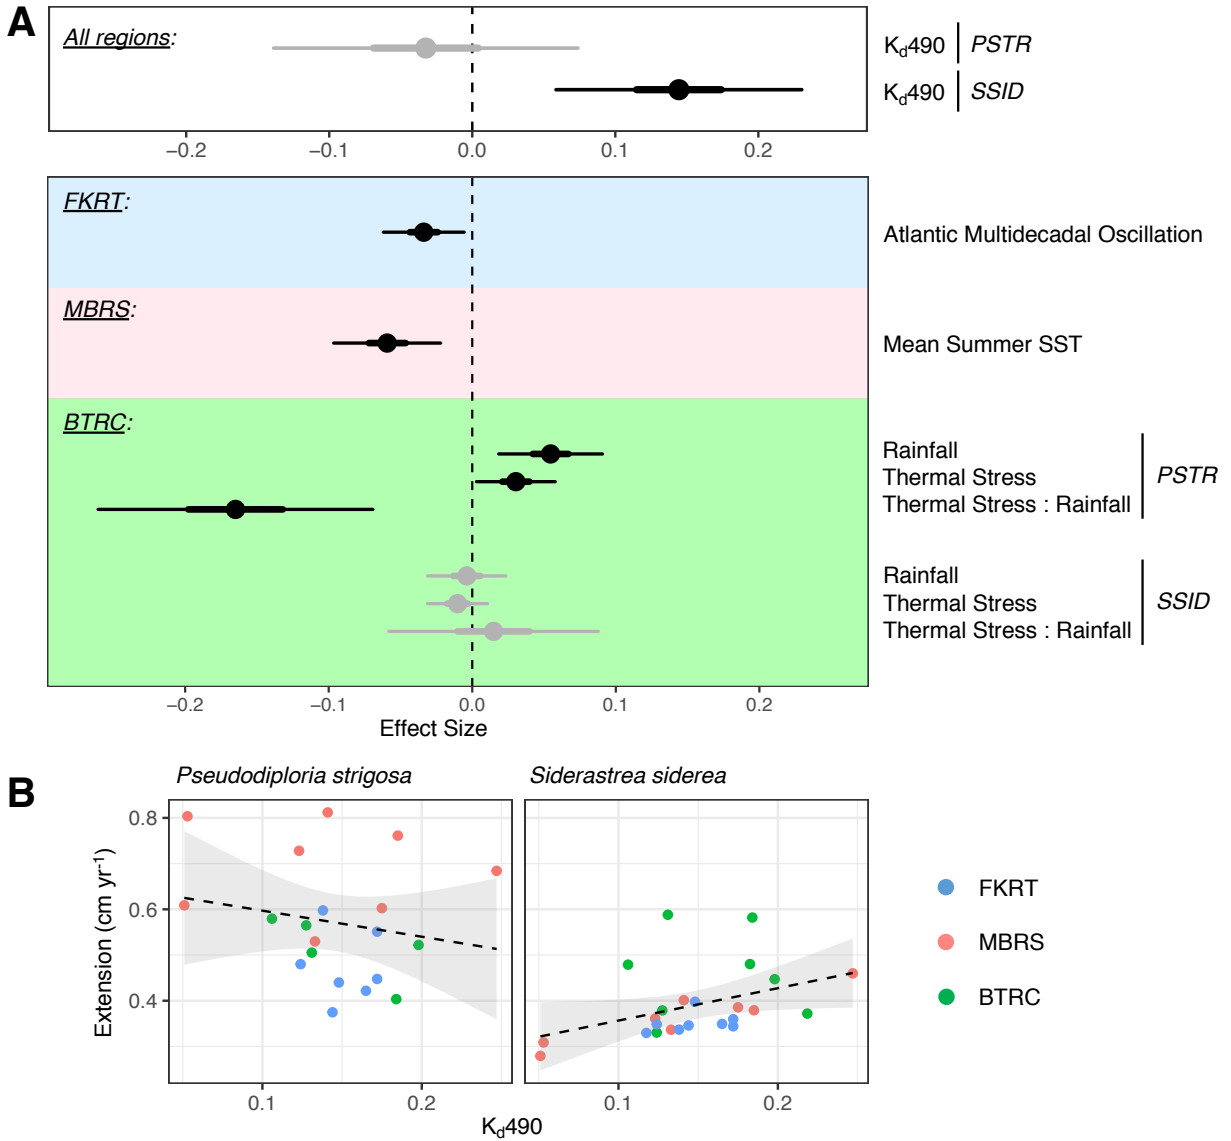 A
All regions:
K_d490 | PSTR
K_d490 | SSID
−0.2 −0.1 0.0 0.1 0.2
FKRT:
Atlantic Multidecadal Oscillation
MBRS:
Mean Summer SST
BTRC:
Rainfall
Thermal Stress
Thermal Stress : Rainfall
PSTR
Rainfall
Thermal Stress
Thermal Stress : Rainfall
SSID
−0.2 −0.1 0.0 0.1 0.2
Effect Size
B
Pseudodiploria strigosa
Siderastrea siderea
Extension (cm yr⁻¹)
0.8
0.6
0.4
0.1 0.2
0.1 0.2
K_d490
FKRT
MBRS
BTRC